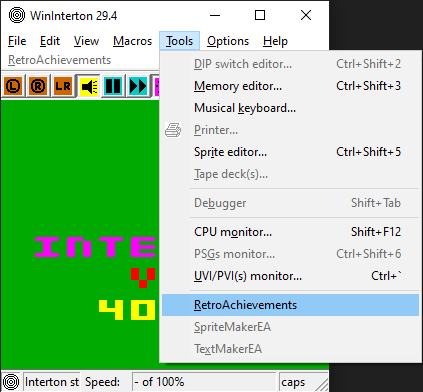 WinInterton 29.4
File Edit View Macros Tools Options Help
RetroAchievements
L R LR
DIP switch editor... Ctrl+Shift+2
Memory editor... Ctrl+Shift+3
Musical keyboard...
Printer...
Sprite editor... Ctrl+Shift+5
Tape deck(s)...
Debugger Shift+Tab
CPU monitor... Shift+F12
PSGs monitor... Ctrl+Shift+6
UVI/PVI(s) monitor... Ctrl+`
RetroAchievements
SpriteMakerEA
TextMakerEA
INTE
V
40
Interton st Speed: - of 100% caps